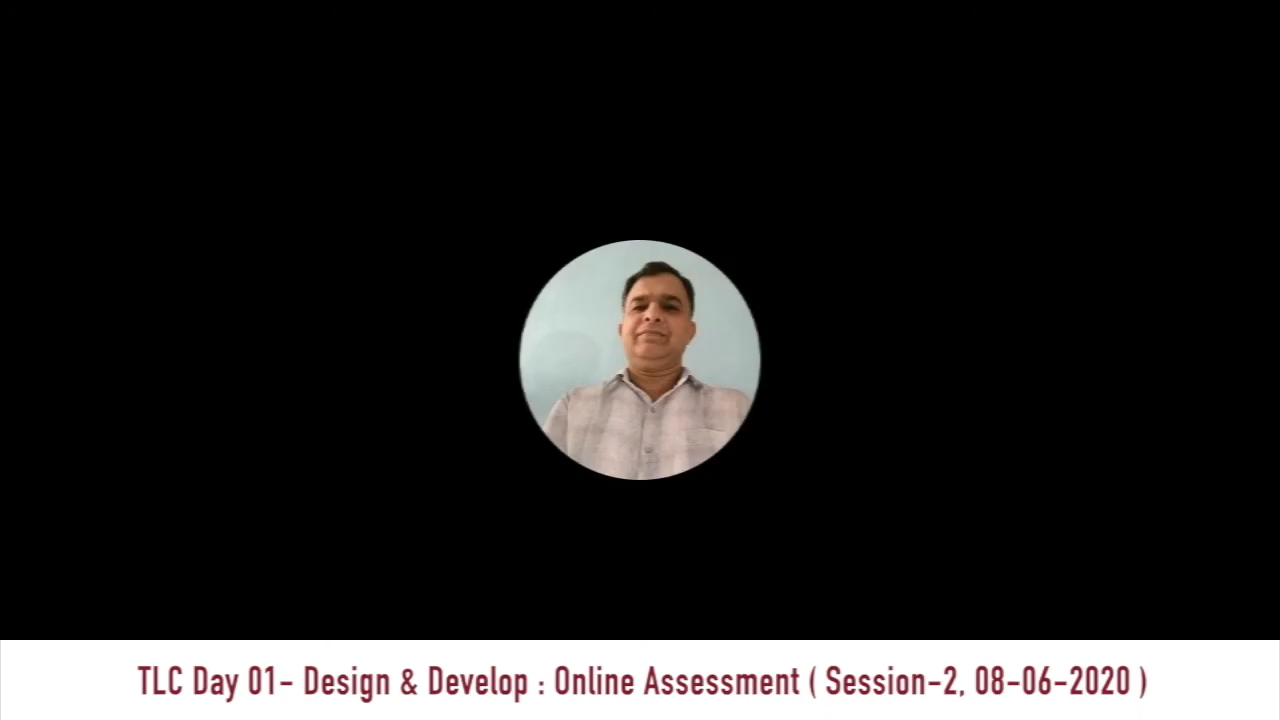 TLC Day 01- Design & Develop : Online Assessment ( Session-2, 08-06-2020 )